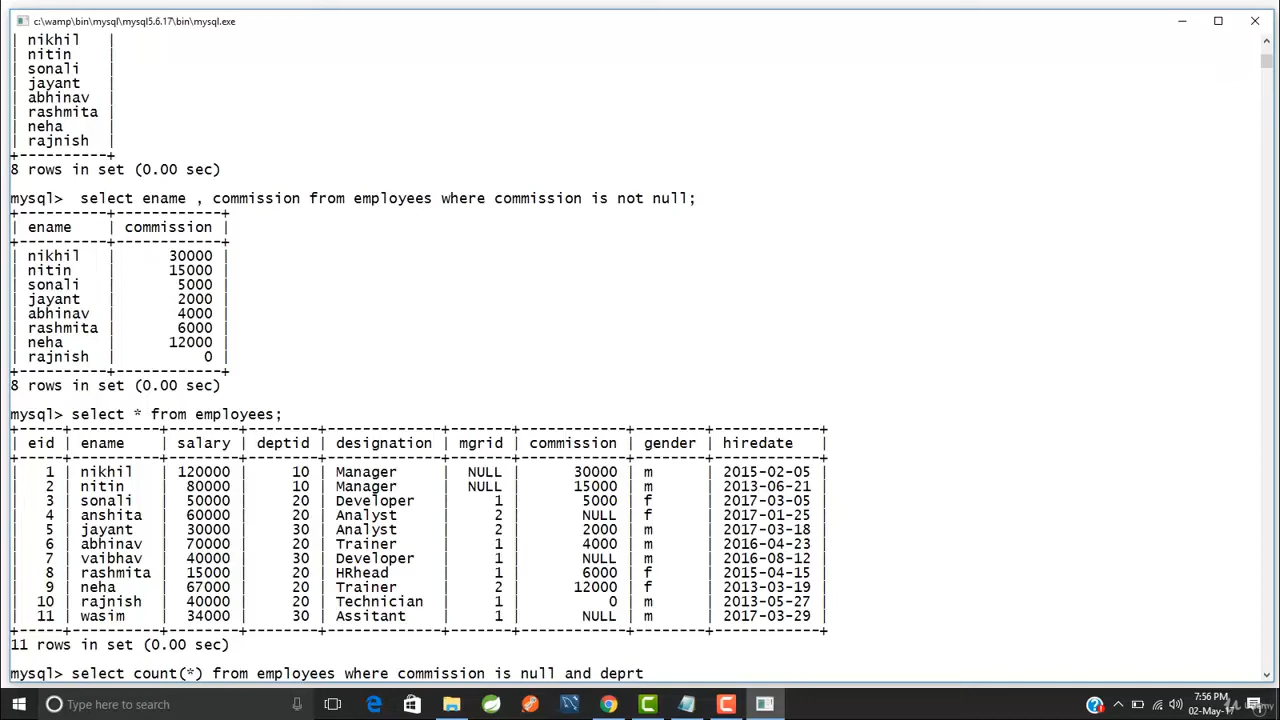 c:\wamp\bin\mysql\mysql5.6.17\bin\mysql.exe
| nikhil   |
| nitin    |
| sonali   |
| jayant   |
| abhinav  |
| rashmita |
| neha     |
| rajnish  |
+----------+
8 rows in set (0.00 sec)
mysql>  select ename , commission from employees where commission is not null;
+----------+------------+
| ename    | commission |
+----------+------------+
| nikhil   |      30000 |
| nitin    |      15000 |
| sonali   |       5000 |
| jayant   |       2000 |
| abhinav  |       4000 |
| rashmita |       6000 |
| neha     |      12000 |
| rajnish  |          0 |
+----------+------------+
8 rows in set (0.00 sec)
mysql> select * from employees;
+-----+----------+--------+--------+-------------+-------+------------+--------+------------+
| eid | ename    | salary | deptid | designation | mgrid | commission | gender | hiredate   |
+-----+----------+--------+--------+-------------+-------+------------+--------+------------+
|   1 | nikhil   | 120000 |     10 | Manager     |  NULL |      30000 | m      | 2015-02-05 |
|   2 | nitin    |  80000 |     10 | Manager     |  NULL |      15000 | m      | 2013-06-21 |
|   3 | sonali   |  50000 |     20 | Developer   |     1 |       5000 | f      | 2017-03-05 |
|   4 | anshita  |  60000 |     20 | Analyst     |     2 |       NULL | f      | 2017-01-25 |
|   5 | jayant   |  30000 |     30 | Analyst     |     2 |       2000 | m      | 2017-03-18 |
|   6 | abhinav  |  70000 |     20 | Trainer     |     1 |       4000 | m      | 2016-04-23 |
|   7 | vaibhav  |  40000 |     30 | Developer   |     1 |       NULL | m      | 2016-08-12 |
|   8 | rashmita |  15000 |     20 | HRhead      |     1 |       6000 | f      | 2015-04-15 |
|   9 | neha     |  67000 |     20 | Trainer     |     2 |      12000 | f      | 2013-03-19 |
|  10 | rajnish  |  40000 |     20 | Technician  |     1 |          0 | m      | 2013-05-27 |
|  11 | wasim    |  34000 |     30 | Assitant    |     1 |       NULL | m      | 2017-03-29 |
+-----+----------+--------+--------+-------------+-------+------------+--------+------------+
11 rows in set (0.00 sec)
mysql> select count(*) from employees where commission is null and deprt
Type here to search
7:56 PM
02-May-17